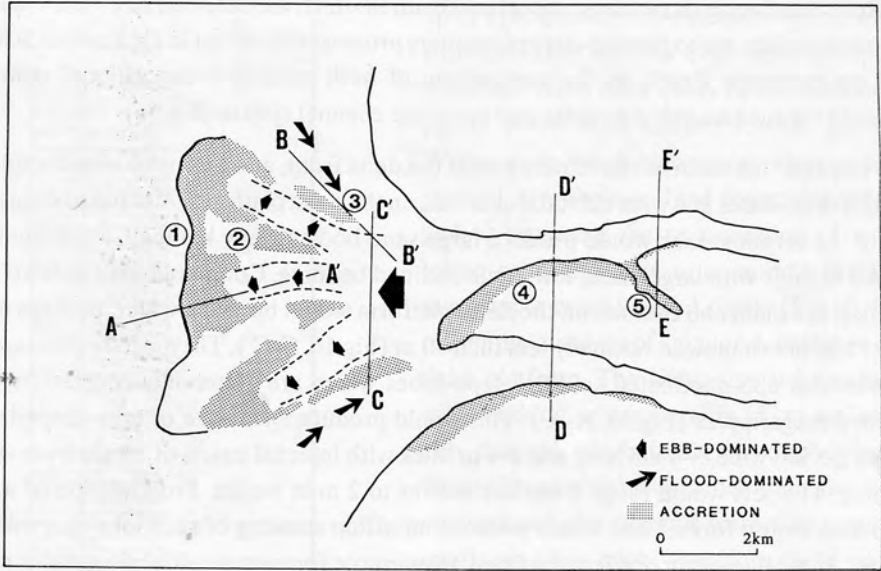 B
③
C'
D'
E'
①
②
B'
A'
④
⑤
A
E
C
D
EBB-DOMINATED
FLOOD-DOMINATED
ACCRETION
0 2km